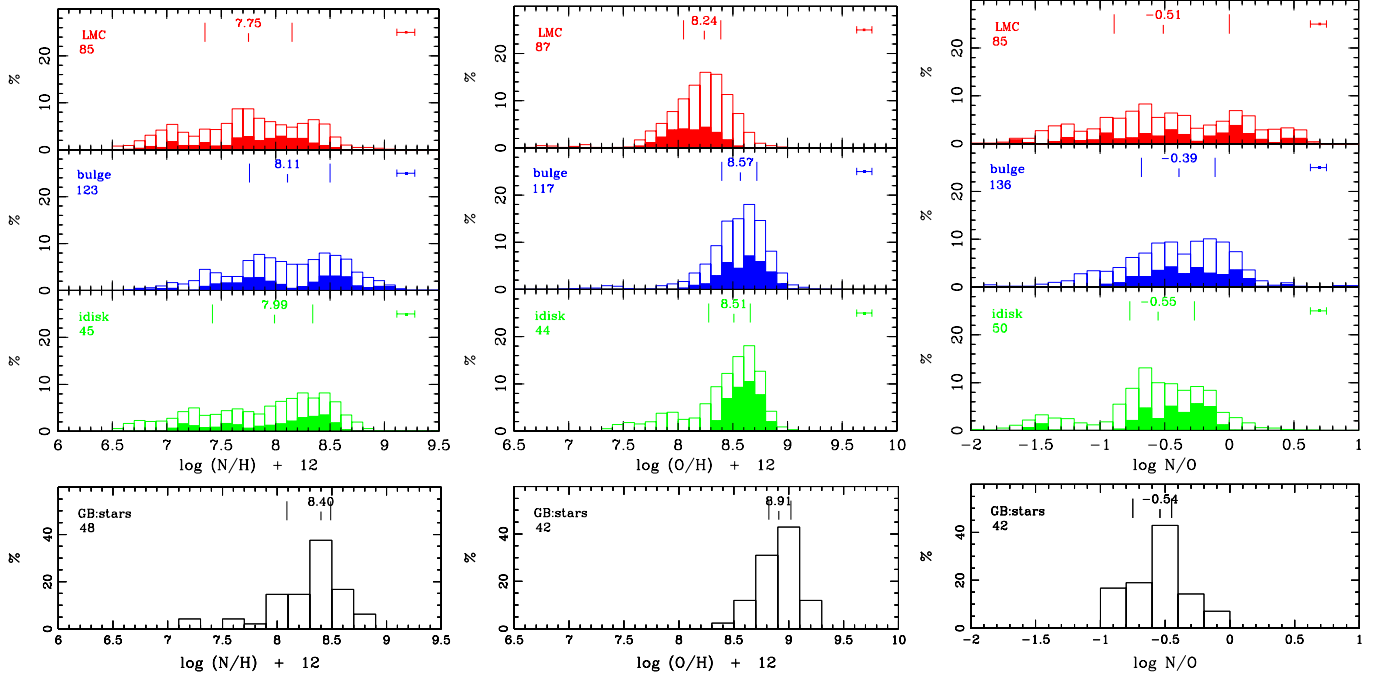 LMC
85
7.75
%
0 10 20
bulge
123
8.11
%
0 10 20
idisk
45
7.99
%
0 10 20
6 6.5 7 7.5 8 8.5 9 9.5
log (N/H) + 12
LMC
87
8.24
%
0 10 20
bulge
117
8.57
%
0 10 20
idisk
44
8.51
%
0 10 20
6 6.5 7 7.5 8 8.5 9 9.5 10
log (O/H) + 12
LMC
85
−0.51
%
0 10 20
bulge
136
−0.39
%
0 10 20
idisk
50
−0.55
%
0 10 20
−2 −1.5 −1 −0.5 0 0.5 1
log N/O
GB:stars
48
8.40
%
0 20 40
6 6.5 7 7.5 8 8.5 9 9.5
log (N/H) + 12
GB:stars
42
8.91
%
0 20 40
6 6.5 7 7.5 8 8.5 9 9.5 10
log (O/H) + 12
GB:stars
42
−0.54
%
0 20 40
−2 −1.5 −1 −0.5 0 0.5 1
log N/O